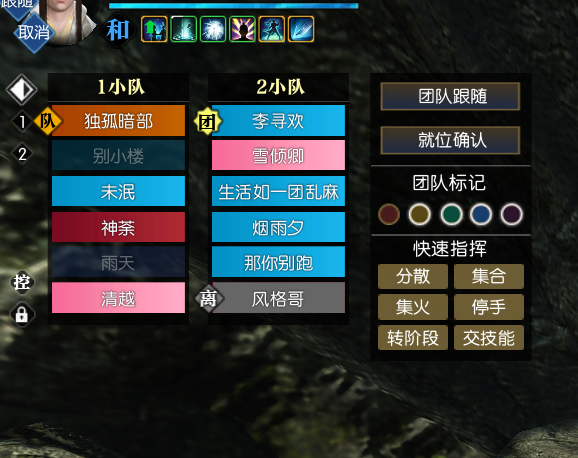 跟随
取消
和
1小队
2小队
队
独孤暗部
团
李寻欢
团队跟随
1
别小楼
雪倾卿
就位确认
2
未泯
生活如一团乱麻
团队标记
神荼
烟雨夕
雨天
那你别跑
快速指挥
控
清越
离
风格哥
分散
集合
集火
停手
转阶段
交技能